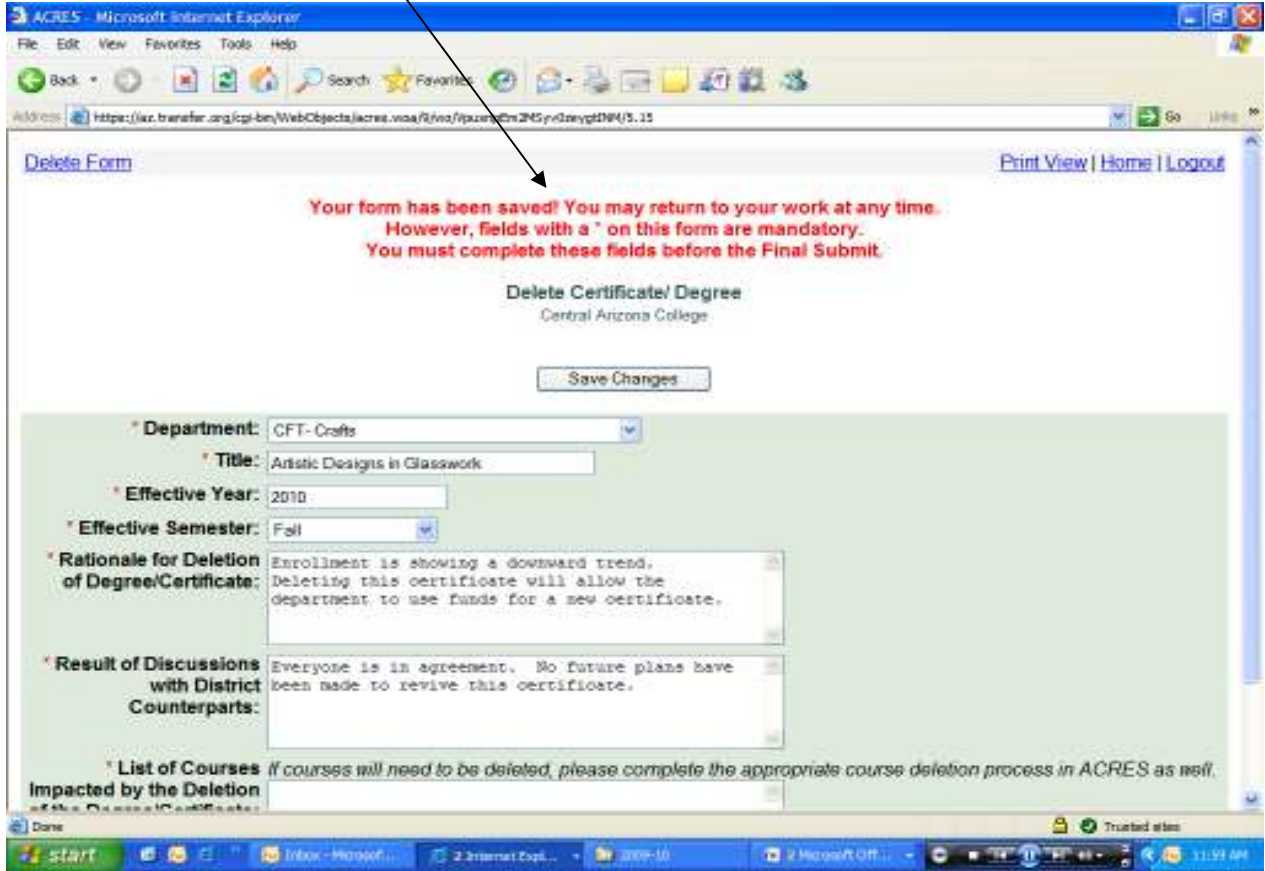 ACRES - Microsoft Internet Explorer
File Edit View Favorites Tools Help
Back Search Favorites
Address Go Links
Delete Form Print View | Home | Logout
Your form has been saved! You may return to your work at any time.
However, fields with a * on this form are mandatory.
You must complete these fields before the Final Submit.
Delete Certificate/ Degree
Central Arizona College
Save Changes
* Department: CFT- Crafts
* Title: Artistic Designs in Glasswork
* Effective Year: 2010
* Effective Semester: Fall
* Rationale for Deletion of Degree/Certificate:
Enrollment is showing a downward trend.
Deleting this certificate will allow the
department to use funds for a new certificate.
* Result of Discussions with District Counterparts:
Everyone is in agreement. No future plans have
been made to revive this certificate.
* List of Courses
Impacted by the Deletion
If courses will need to be deleted, please complete the appropriate course deletion process in ACRES as well.
Done Trusted sites
start Inbox - Microsof... 2 Internet Expl... 2009-10 2 Microsoft Off... 11:59 AM